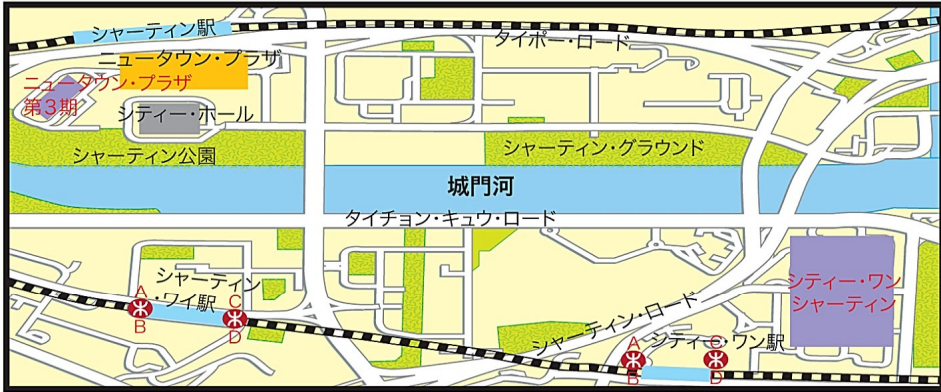 シャーティン駅
タイポー・ロード
ニュータウン・プラザ
ニュータウン・プラザ
第3期
シティー・ホール
シャーティン公園
シャーティン・グラウンド
城門河
タイチョン・キュウ・ロード
シャーティン
・ワイ駅
A
B
C
D
シティー・ワン
シャーティン
シャーティン・ロード
シティー・ワン駅
A
B
C
D